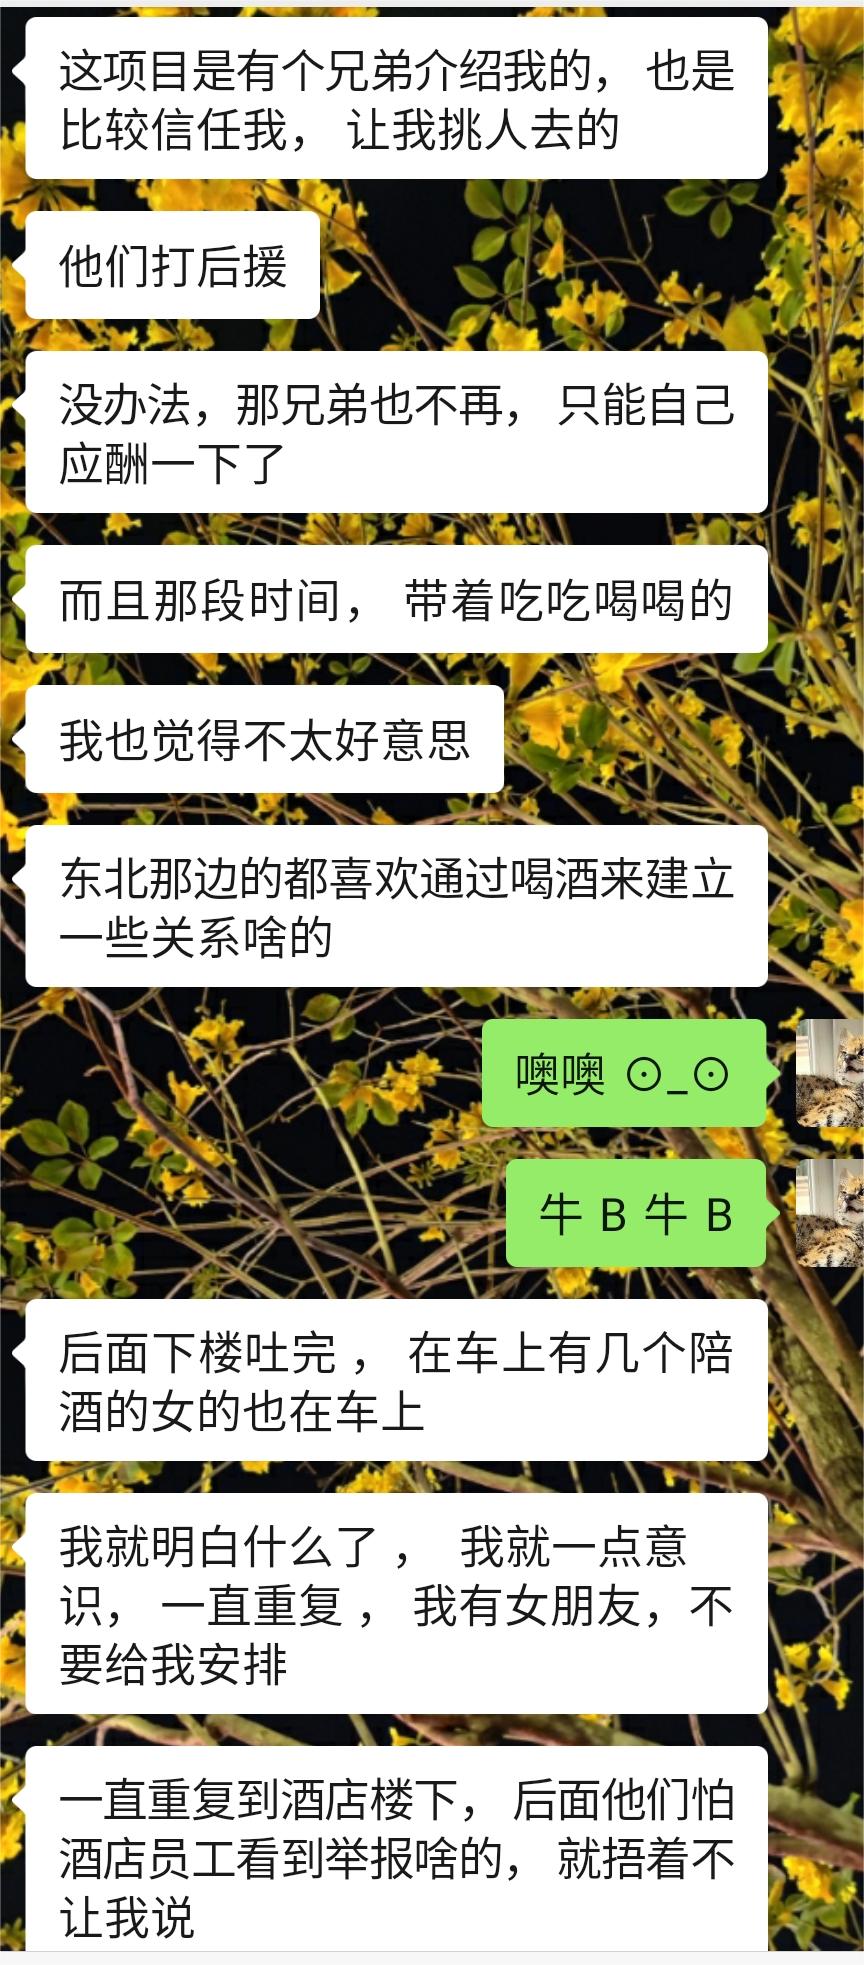 这项目是有个兄弟介绍我的， 也是
比较信任我， 让我挑人去的
他们打后援
没办法，那兄弟也不再， 只能自己
应酬一下了
而且那段时间， 带着吃吃喝喝的
我也觉得不太好意思
东北那边的都喜欢通过喝酒来建立
一些关系啥的
噢噢 ⊙_⊙
牛 B 牛 B
后面下楼吐完 ， 在车上有几个陪
酒的女的也在车上
我就明白什么了 ， 我就一点意
识， 一直重复 ， 我有女朋友，不
要给我安排
一直重复到酒店楼下， 后面他们怕
酒店员工看到举报啥的， 就捂着不
让我说